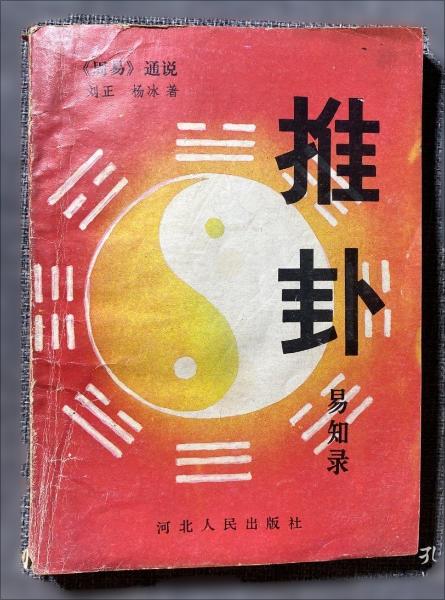 《周易》通说
刘正 杨冰著
推卦
易知录
河北人民出版社
孔